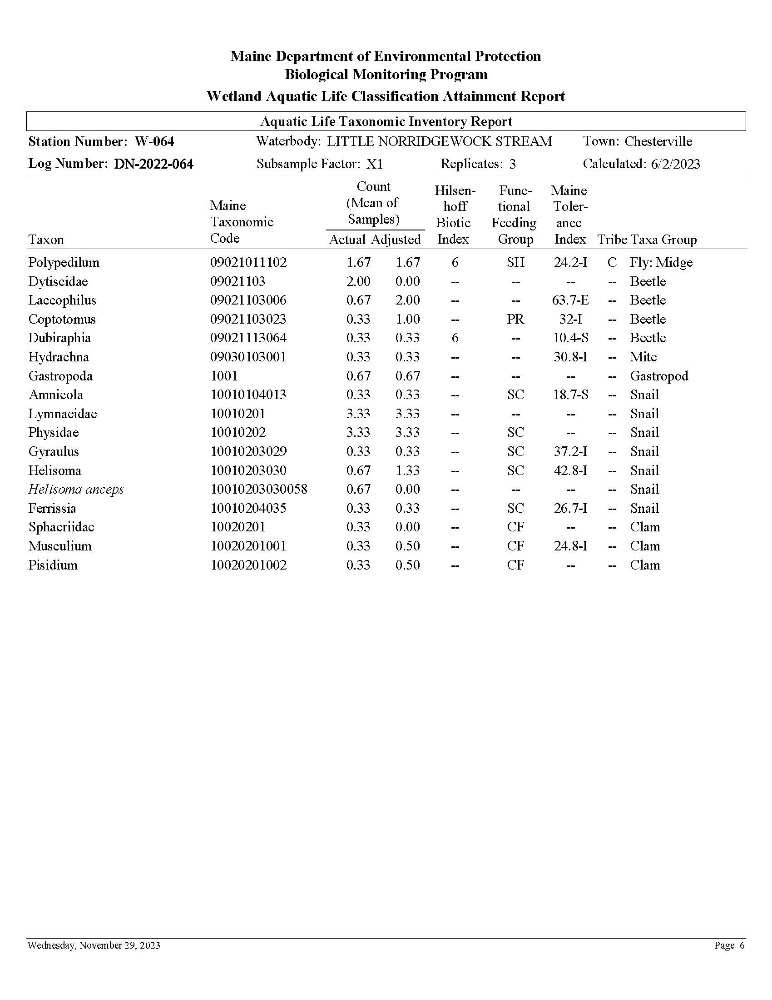 Maine Department of Environmental Protection
Biological Monitoring Program
Wetland Aquatic Life Classification Attainment Report
Aquatic Life Taxonomic Inventory Report
Station Number: W-064 Waterbody: LITTLE NORRIDGEWOCK STREAM Town: Chesterville
Log Number: DN-2022-064 Subsample Factor: X1 Replicates: 3 Calculated: 6/2/2023
Taxon
Maine
Taxonomic
Code
Count
(Mean of
Samples)
Actual Adjusted
Hilsen-
hoff
Biotic
Index
Func-
tional
Feeding
Group
Maine
Toler-
ance
Index
Tribe Taxa Group
Polypedilum 09021011102 1.67 1.67 6 SH 24.2-I C Fly: Midge
Dytiscidae 09021103 2.00 0.00 -- -- -- -- Beetle
Laccophilus 09021103006 0.67 2.00 -- -- 63.7-E -- Beetle
Coptotomus 09021103023 0.33 1.00 -- PR 32-I -- Beetle
Dubiraphia 09021113064 0.33 0.33 6 -- 10.4-S -- Beetle
Hydrachna 09030103001 0.33 0.33 -- -- 30.8-I -- Mite
Gastropoda 1001 0.67 0.67 -- -- -- -- Gastropod
Amnicola 10010104013 0.33 0.33 -- SC 18.7-S -- Snail
Lymnaeidae 10010201 3.33 3.33 -- -- -- -- Snail
Physidae 10010202 3.33 3.33 -- SC -- -- Snail
Gyraulus 10010203029 0.33 0.33 -- SC 37.2-I -- Snail
Helisoma 10010203030 0.67 1.33 -- SC 42.8-I -- Snail
Helisoma anceps 10010203030058 0.67 0.00 -- -- -- -- Snail
Ferrissia 10010204035 0.33 0.33 -- SC 26.7-I -- Snail
Sphaeriidae 10020201 0.33 0.00 -- CF -- -- Clam
Musculium 10020201001 0.33 0.50 -- CF 24.8-I -- Clam
Pisidium 10020201002 0.33 0.50 -- CF -- -- Clam
Wednesday, November 29, 2023 Page 6